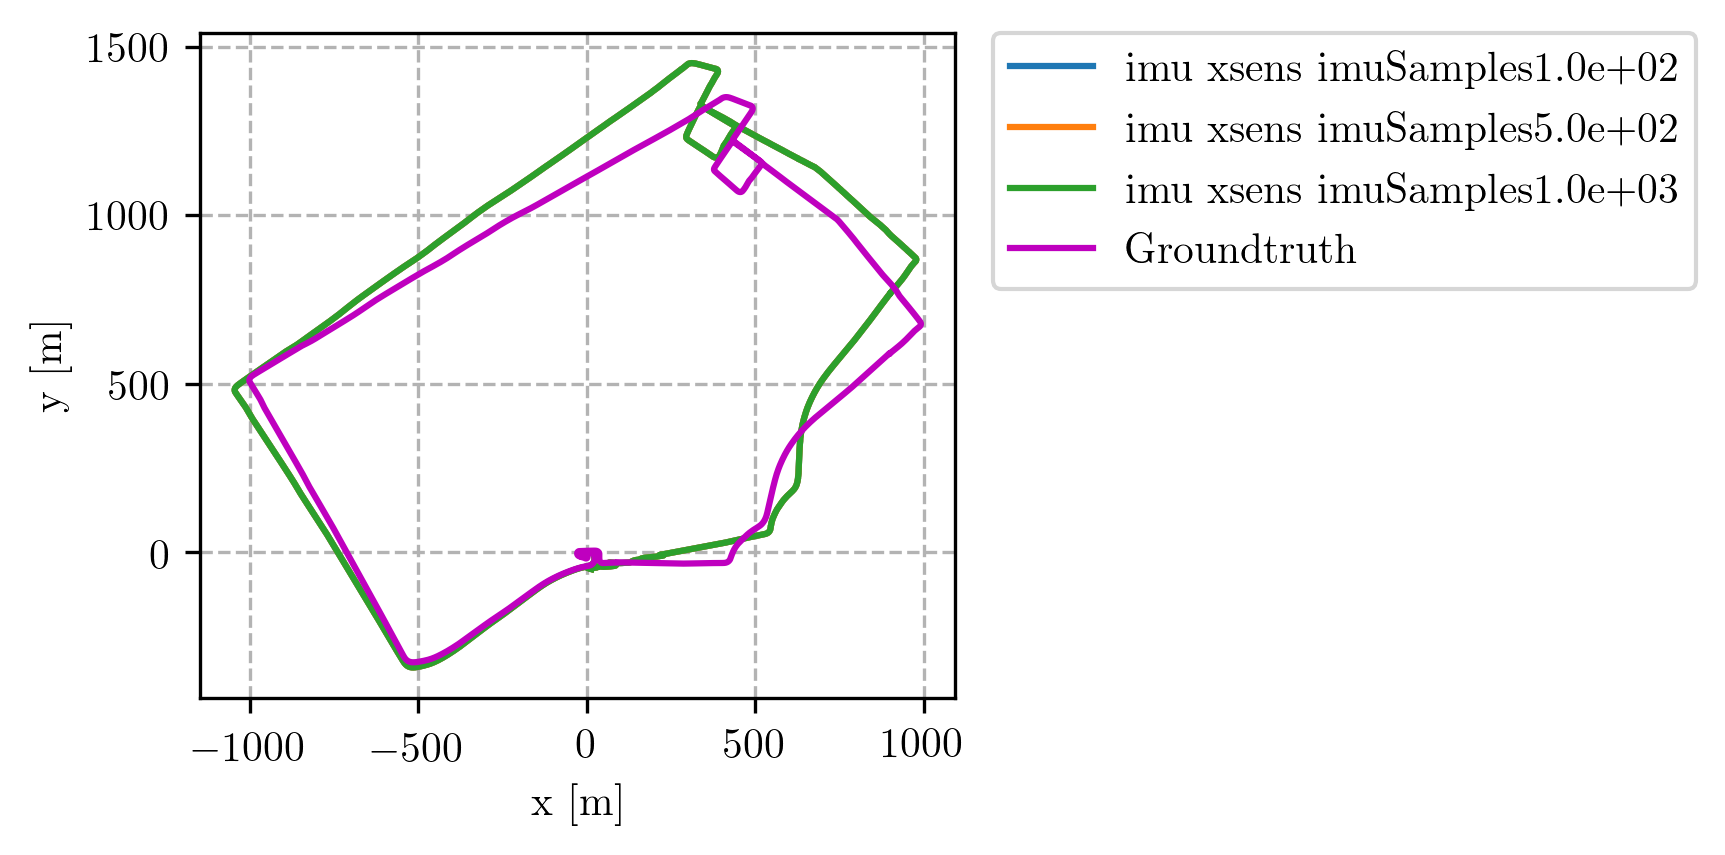 1500
1000
500
0
−1000
−500
0
500
1000
x [m]
y [m]
imu xsens imuSamples1.0e+02
imu xsens imuSamples5.0e+02
imu xsens imuSamples1.0e+03
Groundtruth